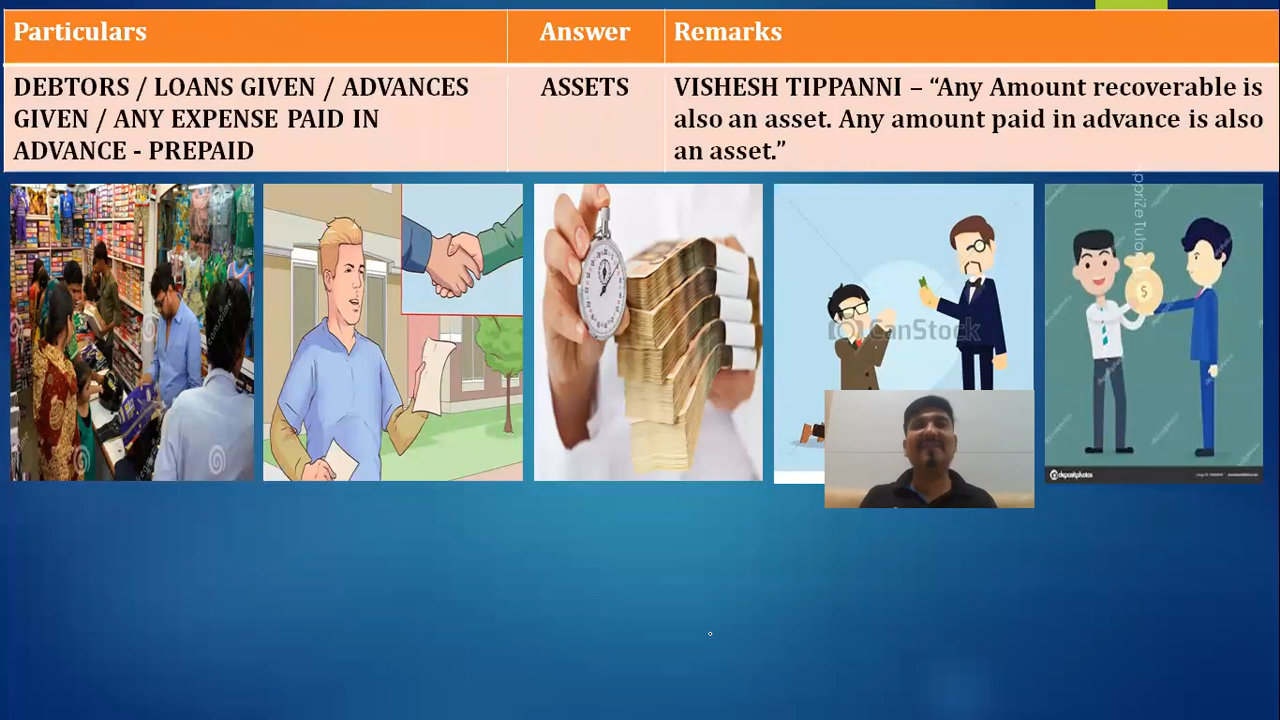 Particulars
Answer
Remarks
DEBTORS / LOANS GIVEN / ADVANCES
GIVEN / ANY EXPENSE PAID IN
ADVANCE - PREPAID
ASSETS
VISHESH TIPPANNI – “Any Amount recoverable is
also an asset. Any amount paid in advance is also
an asset.”
CanStock
$
depositphotos